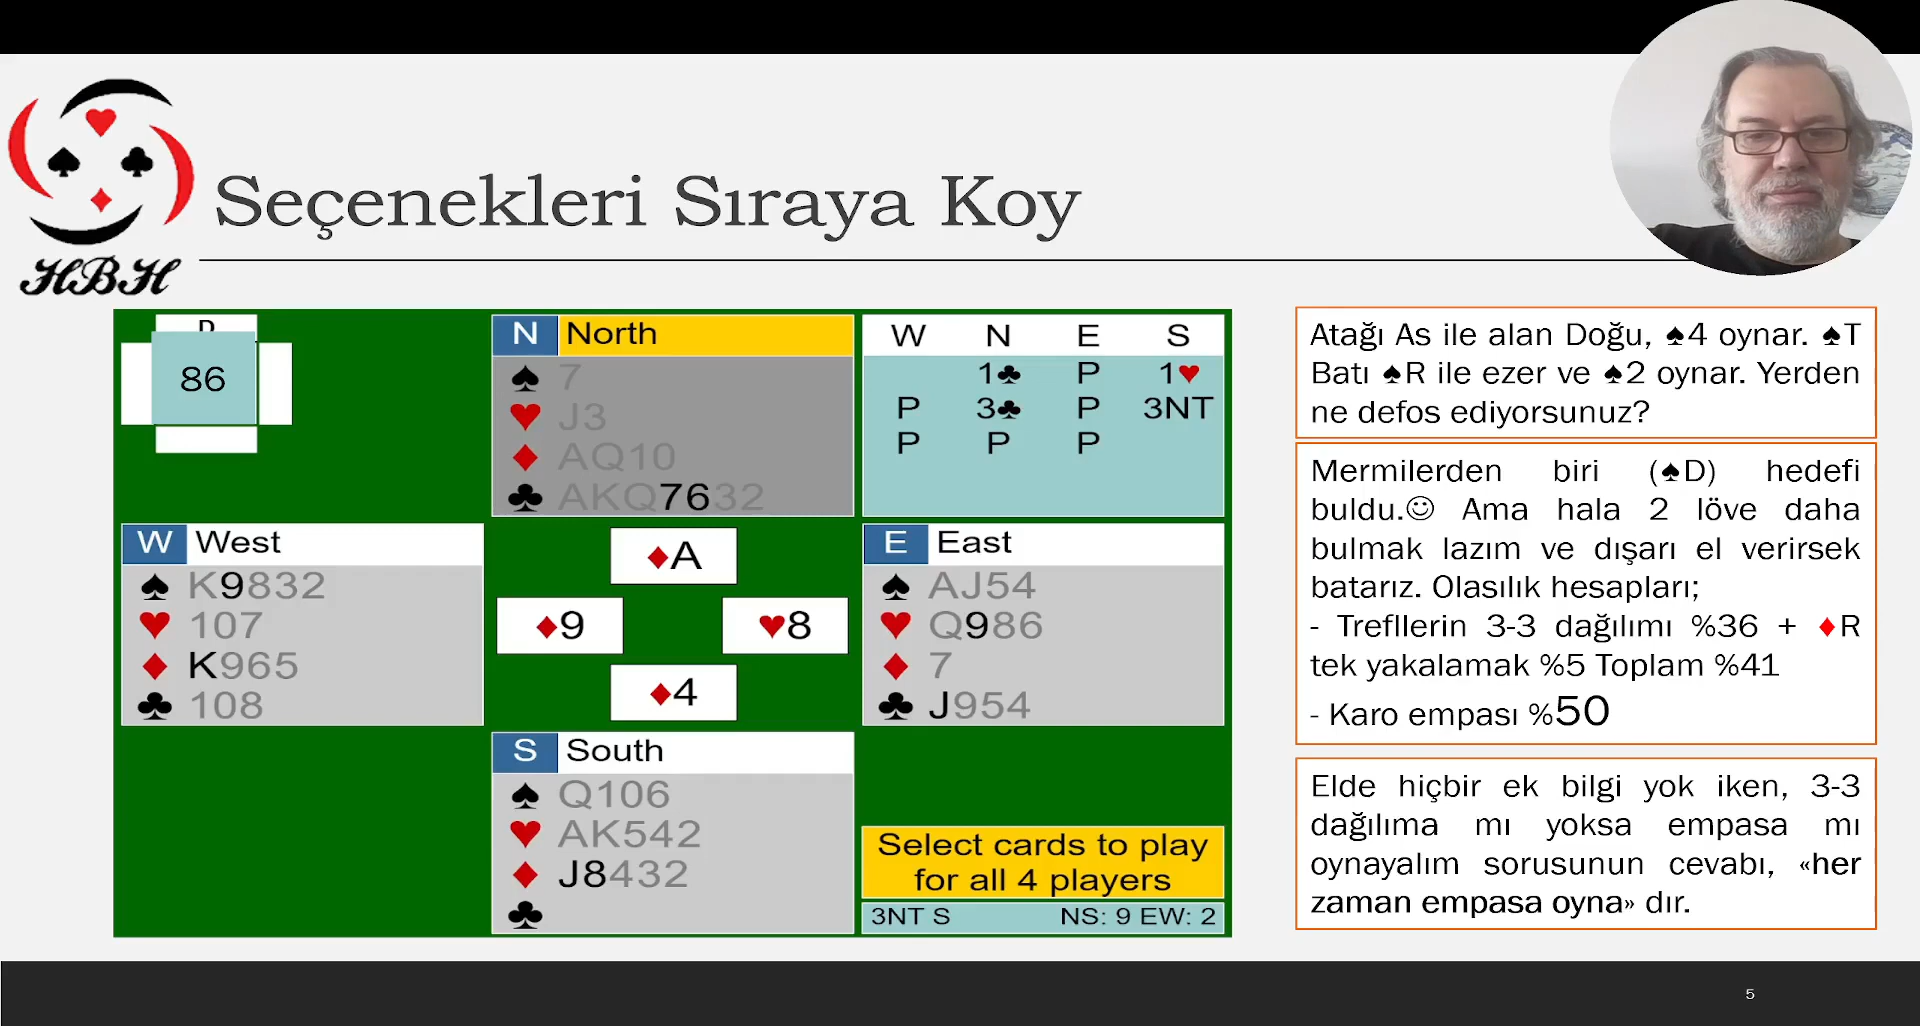 HBH
Seçenekleri Sıraya Koy
D
86
N North
♠ 7
♥ J3
♦ AQ10
♣ AKQ7632
W N E S
1♣ P 1♥
P 3♣ P 3NT
P P P
W West
♠ K9832
♥ 107
♦ K965
♣ 108
♦A
♦9
♥8
♦4
E East
♠ AJ54
♥ Q986
♦ 7
♣ J954
S South
♠ Q106
♥ AK542
♦ J8432
♣
Select cards to play
for all 4 players
3NT S NS: 9 EW: 2
Atağı As ile alan Doğu, ♠4 oynar. ♠T
Batı ♠R ile ezer ve ♠2 oynar. Yerden
ne defos ediyorsunuz?
Mermilerden biri (♠D) hedefi
buldu.☺ Ama hala 2 löve daha
bulmak lazım ve dışarı el verirsek
batarız. Olasılık hesapları;
- Trefllerin 3-3 dağılımı %36 + ♦R
tek yakalamak %5 Toplam %41
- Karo empası %50
Elde hiçbir ek bilgi yok iken, 3-3
dağılıma mı yoksa empasa mı
oynayalım sorusunun cevabı, «her
zaman empasa oyna» dır.
5